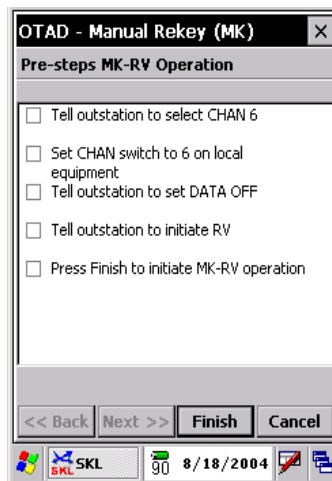 OTAD - Manual Rekey (MK)
Pre-steps MK-RV Operation
Tell outstation to select CHAN 6
Set CHAN switch to 6 on local
equipment
Tell outstation to set DATA OFF
Tell outstation to initiate RV
Press Finish to initiate MK-RV operation
<< Back Next >> Finish Cancel
SKL SKL 90 8/18/2004